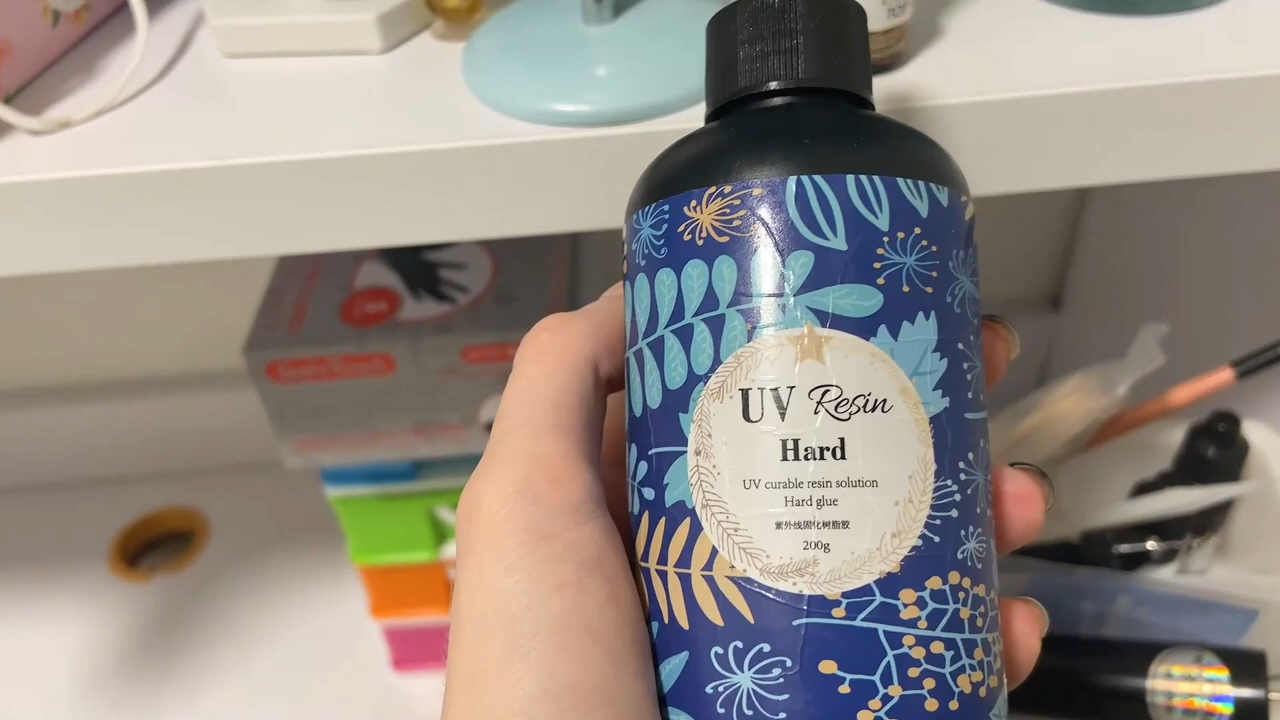 UV Resin
Hard
UV curable resin solution
Hard glue
紫外线固化树脂胶
200g